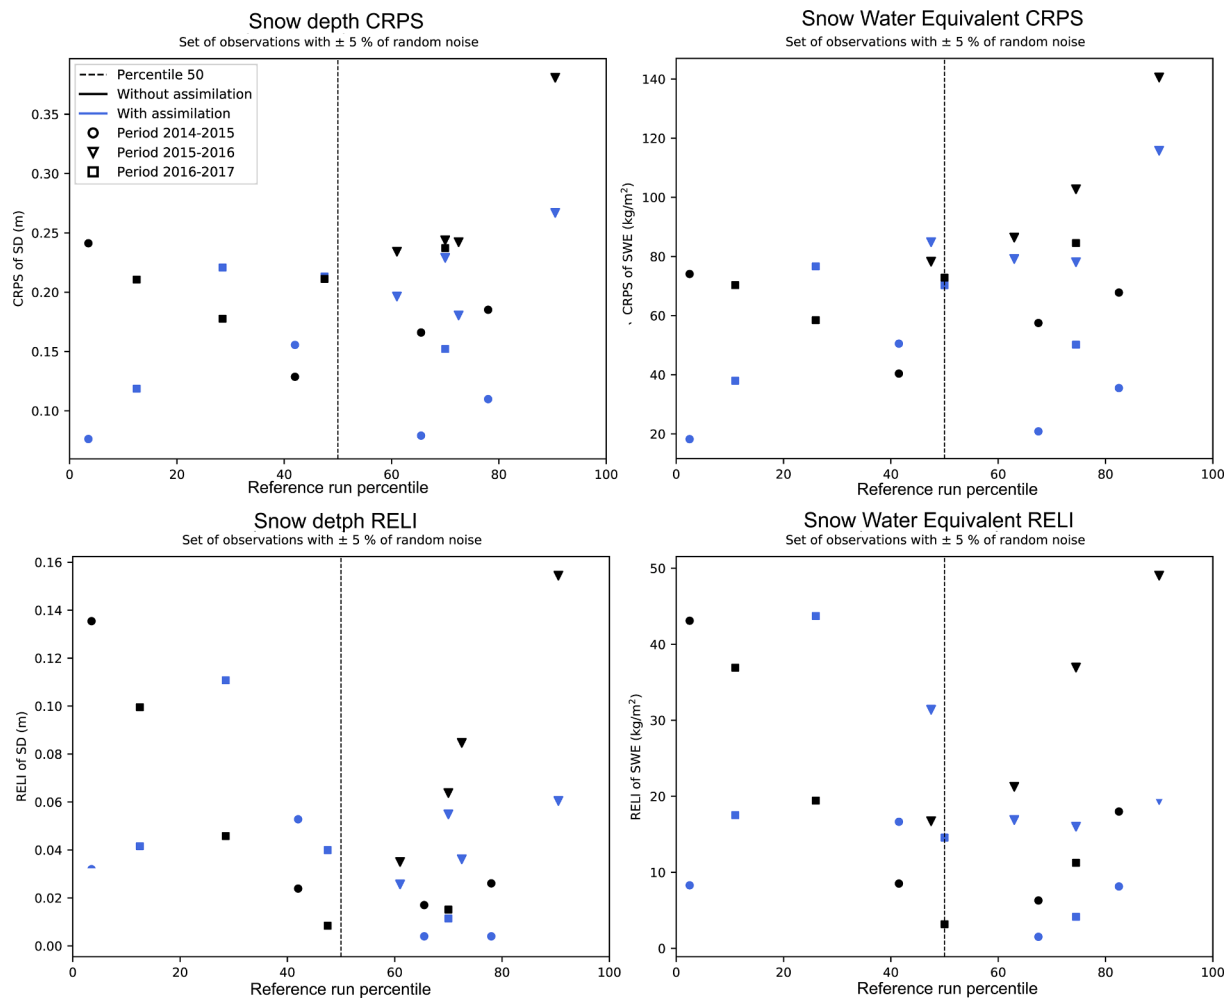 Snow depth CRPS
Set of observations with ± 5 % of random noise
Percentile 50
Without assimilation
With assimilation
Period 2014-2015
Period 2015-2016
Period 2016-2017
CRPS of SD (m)
0.35
0.30
0.25
0.20
0.15
0.10
0 20 40 60 80 100
Reference run percentile
Snow Water Equivalent CRPS
Set of observations with ± 5 % of random noise
CRPS of SWE (kg/m²)
140
120
100
80
60
40
20
0 20 40 60 80 100
Reference run percentile
Snow detph RELI
Set of observations with ± 5 % of random noise
RELI of SD (m)
0.16
0.14
0.12
0.10
0.08
0.06
0.04
0.02
0.00
0 20 40 60 80 100
Reference run percentile
Snow Water Equivalent RELI
Set of observations with ± 5 % of random noise
RELI of SWE (kg/m²)
50
40
30
20
10
0
0 20 40 60 80 100
Reference run percentile